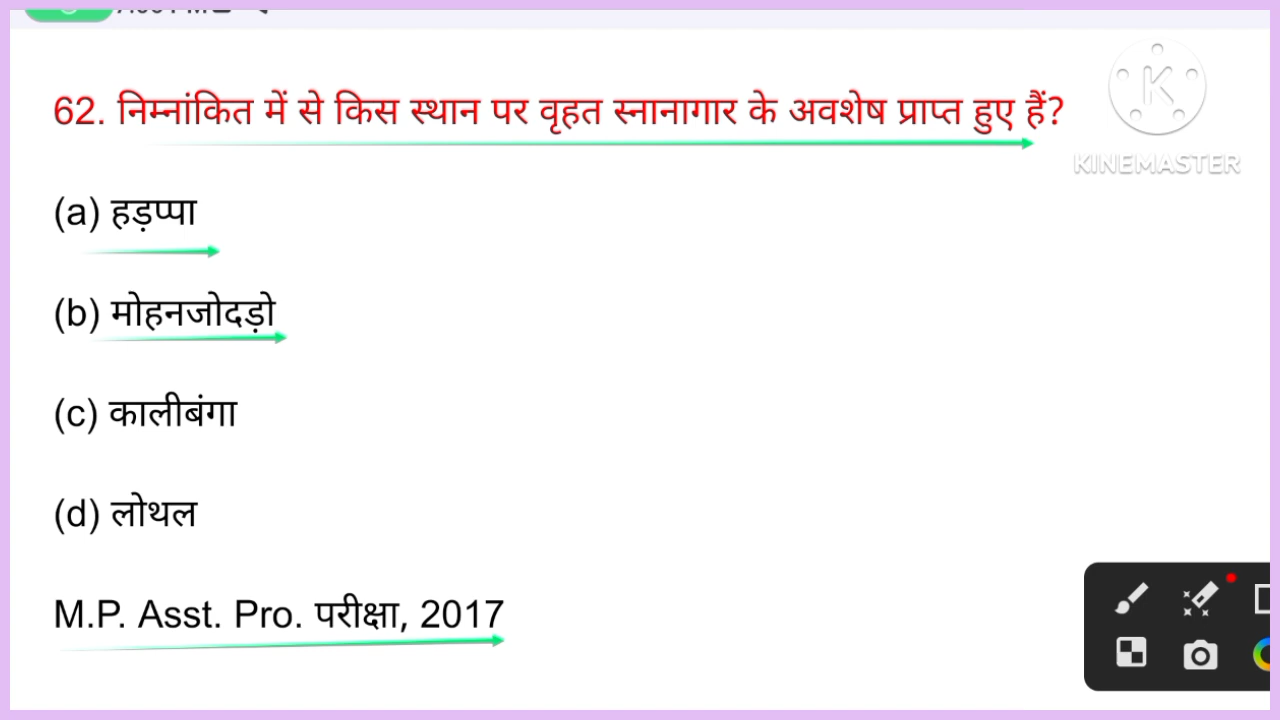 62. निम्नांकित में से किस स्थान पर वृहत स्नानागार के अवशेष प्राप्त हुए हैं?
KINEMASTER
(a) हड़प्पा
(b) मोहनजोदड़ो
(c) कालीबंगा
(d) लोथल
M.P. Asst. Pro. परीक्षा, 2017